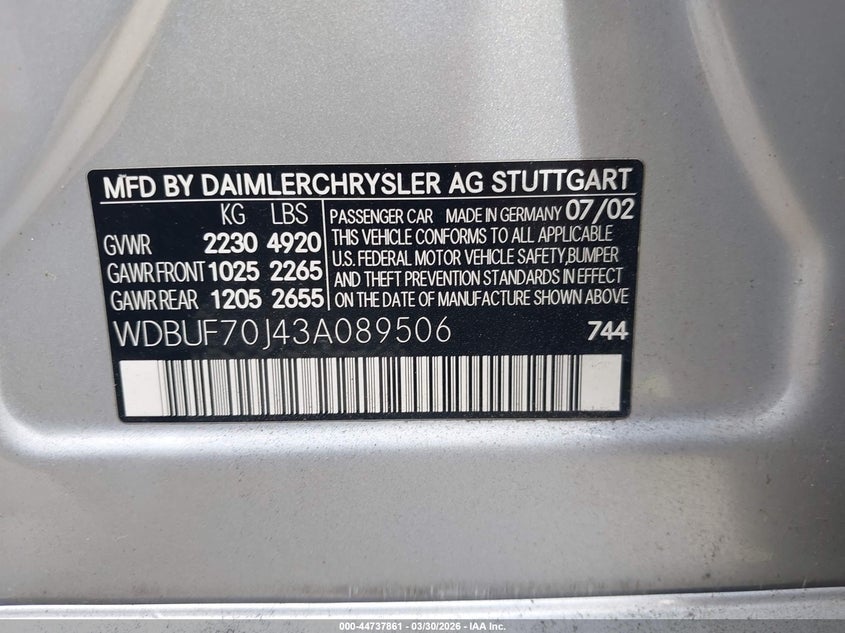 MFD BY DAIMLERCHRYSLER AG STUTTGART
KG LBS
GVWR 2230 4920
GAWR FRONT 1025 2265
GAWR REAR 1205 2655
PASSENGER CAR MADE IN GERMANY 07/02
THIS VEHICLE CONFORMS TO ALL APPLICABLE
U.S. FEDERAL MOTOR VEHICLE SAFETY,BUMPER
AND THEFT PREVENTION STANDARDS IN EFFECT
ON THE DATE OF MANUFACTURE SHOWN ABOVE
WDBUF70J43A089506 744
000-44737861 - 03/30/2026 - IAA Inc.